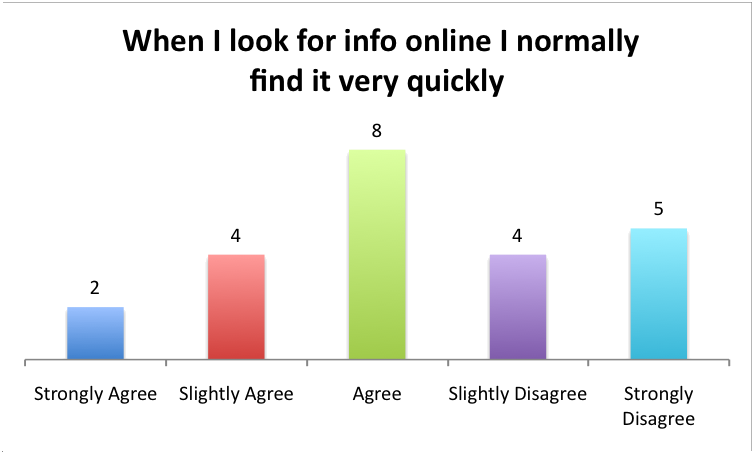 When I look for info online I normally
find it very quickly
8
5
4
4
2
Strongly Agree
Slightly Agree
Agree
Slightly Disagree
Strongly
Disagree